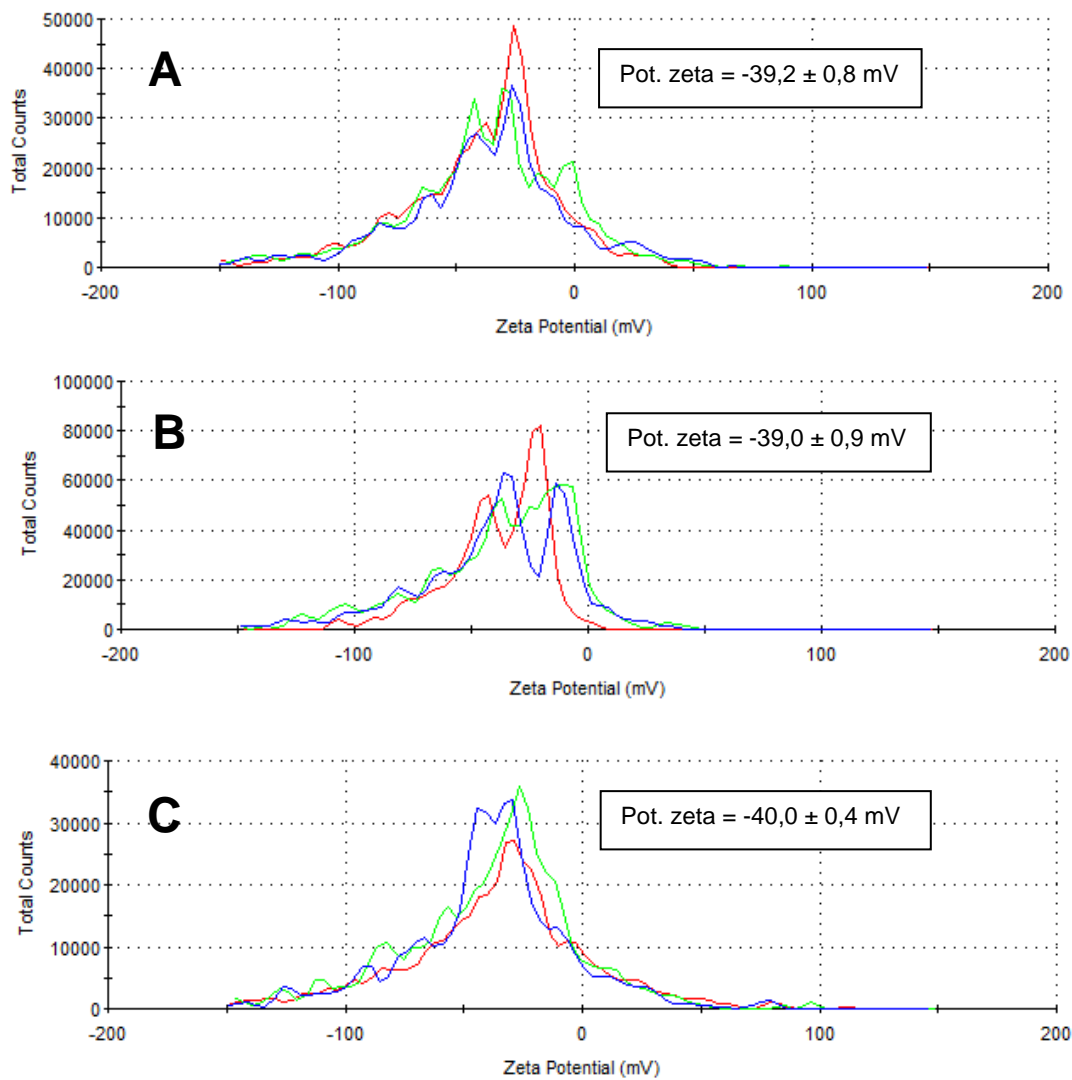 50000
A
Pot. zeta = -39,2 ± 0,8 mV
40000
30000
20000
10000
0
Total Counts
-200 -100 0 100 200
Zeta Potential (mV)
100000
B
Pot. zeta = -39,0 ± 0,9 mV
80000
60000
40000
20000
0
Total Counts
-200 -100 0 100 200
Zeta Potential (mV)
40000
C
Pot. zeta = -40,0 ± 0,4 mV
30000
20000
10000
0
Total Counts
-200 -100 0 100 200
Zeta Potential (mV)